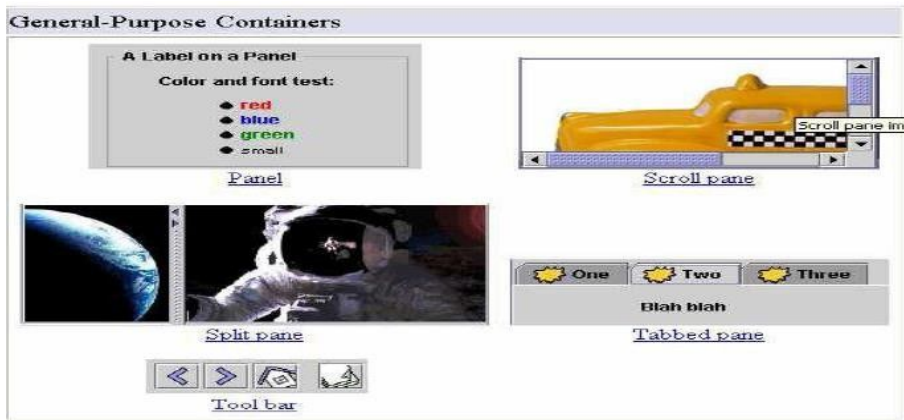 General-Purpose Containers
A Label on a Panel
Color and font test:
red
blue
green
small
Panel
Scroll pane im
Scroll pane
Split pane
One Two Three
Blah blah
Tabbed pane
Tool bar